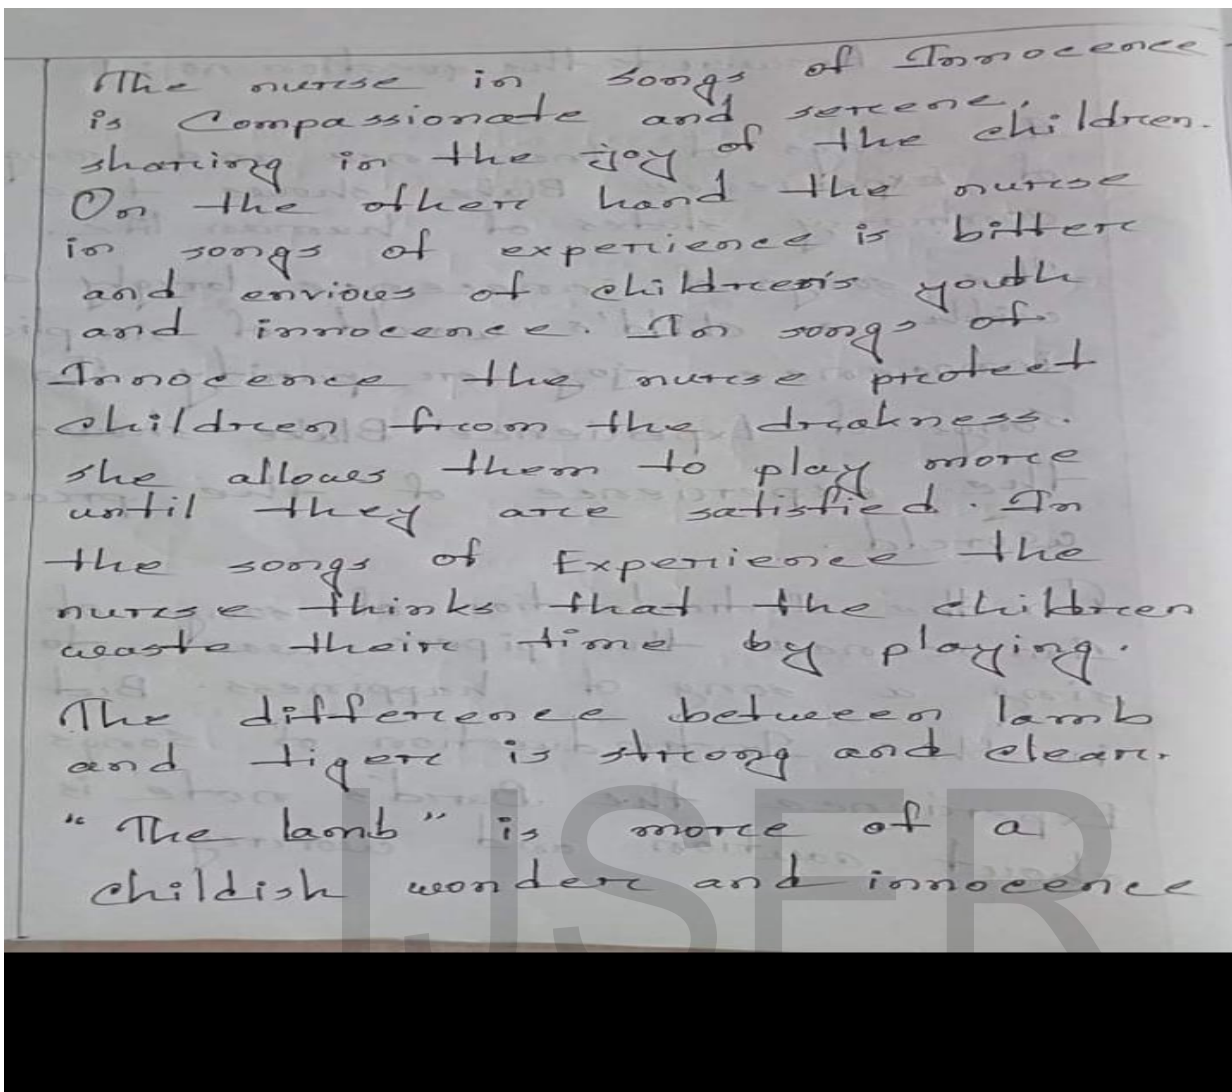 The nurse in songs of Innocence
is Compassionate and serene,
sharing in the joy of the children.
On the other hand the nurse
in songs of experience is bitter
and envious of children's youth
and innocence. In songs of
Innocence the nurse protect
children from the draknness.
she allows them to play more
until they are satisfied. In
the songs of Experience the
nurse thinks that the children
waste their time by playing.
The difference between lamb
and tiger is strong and clear.
"The lamb" is more of a
childish wonder and innocence
IJSER